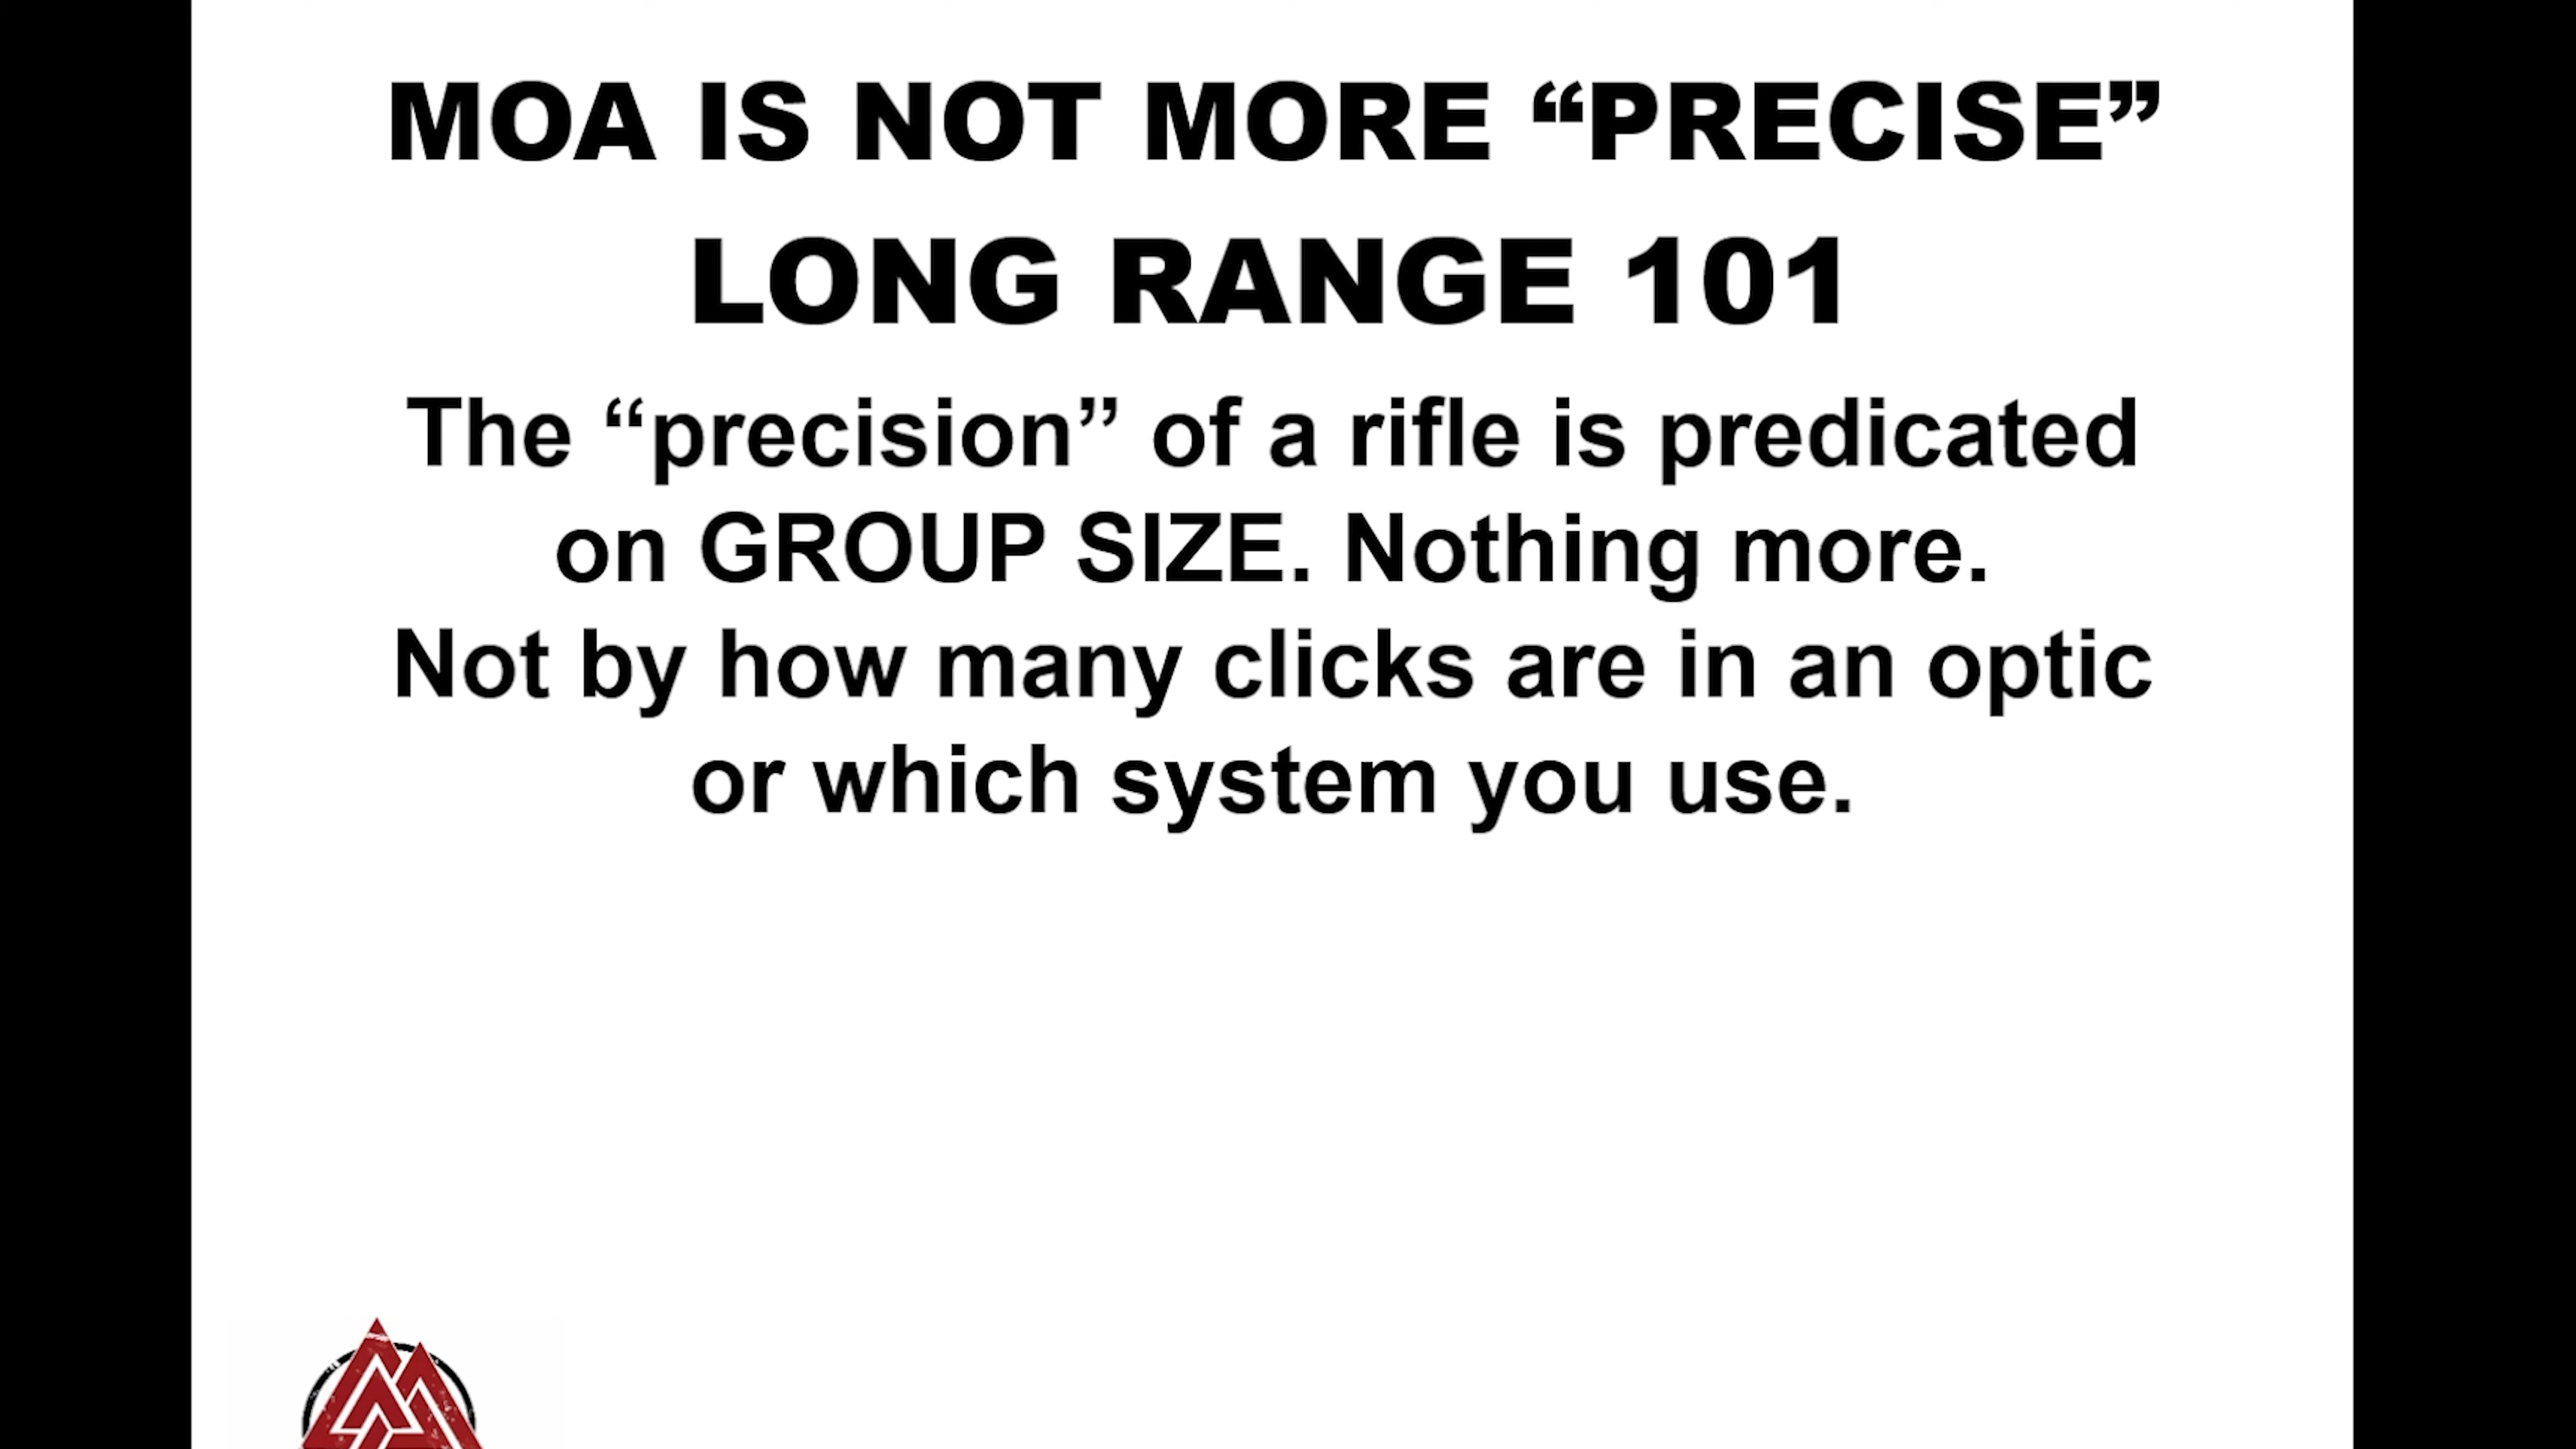 MOA IS NOT MORE “PRECISE”
LONG RANGE 101
The “precision” of a rifle is predicated
on GROUP SIZE. Nothing more.
Not by how many clicks are in an optic
or which system you use.